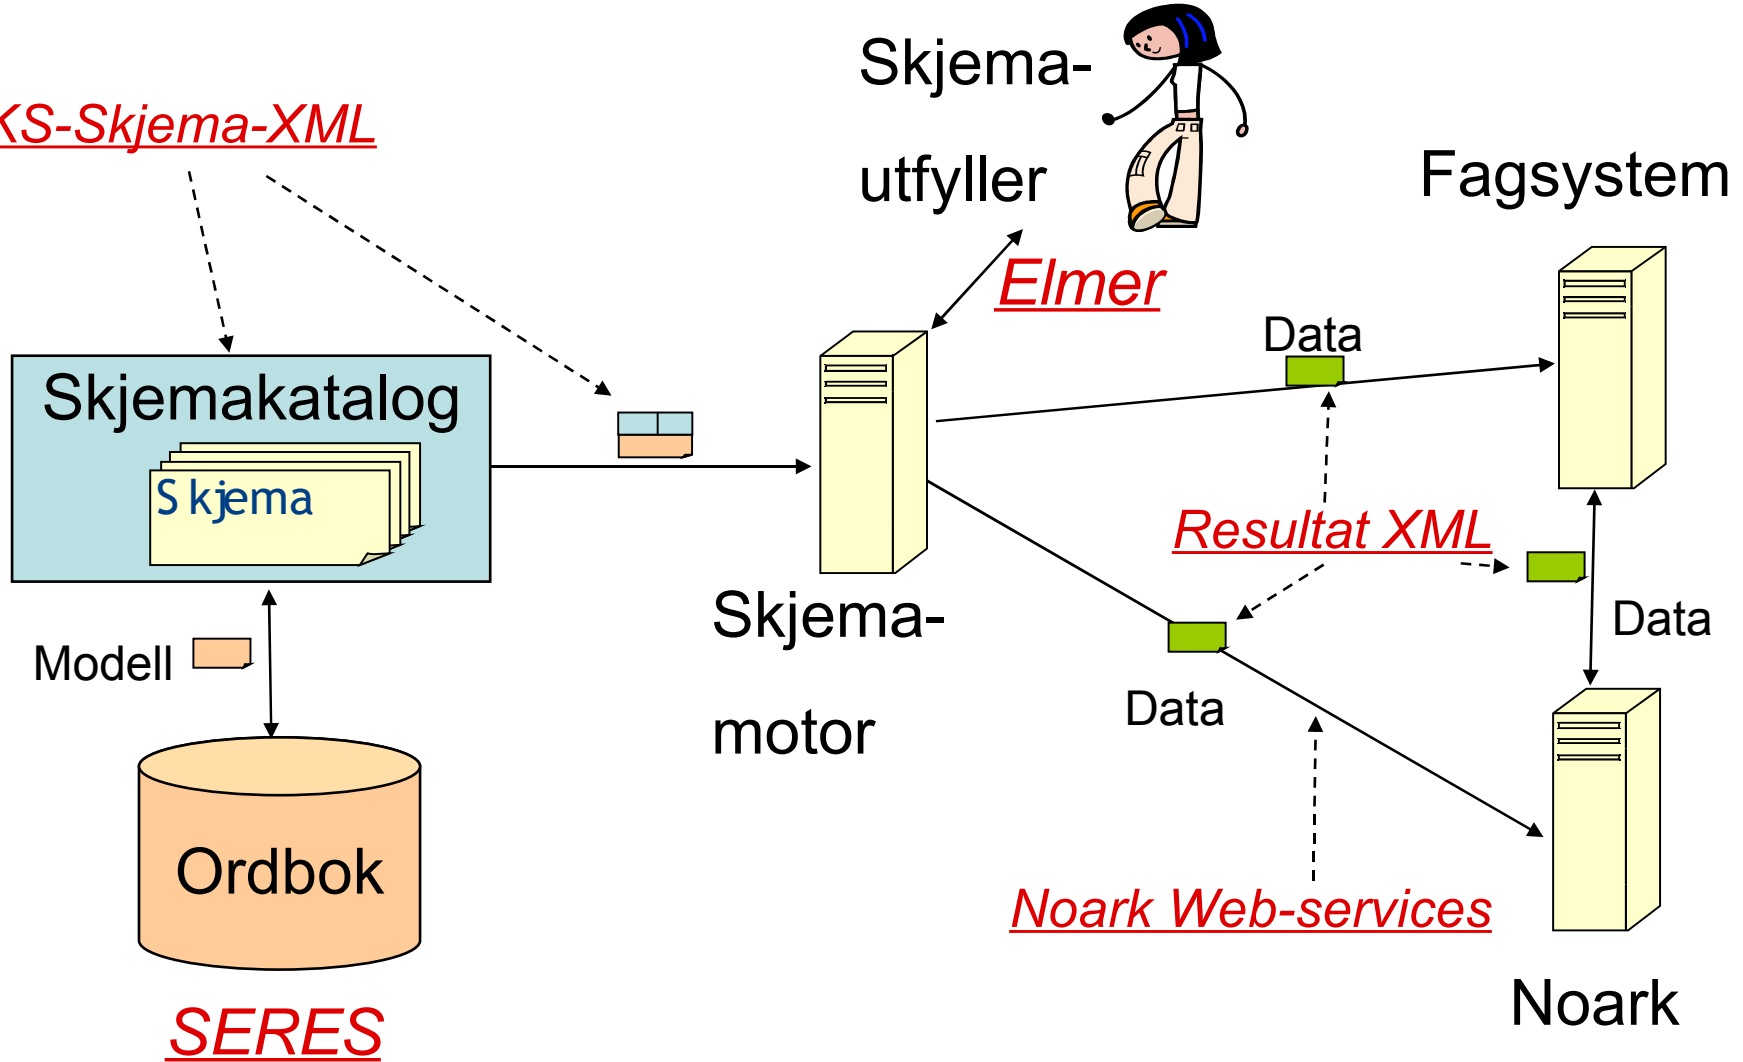 Skjema-
utfyller
KS-Skjema-XML
Fagsystem
Elmer
Data
Skjemakatalog
Skjema
Resultat XML
Skjema-
motor
Data
Modell
Data
Ordbok
Noark Web-services
Noark
SERES